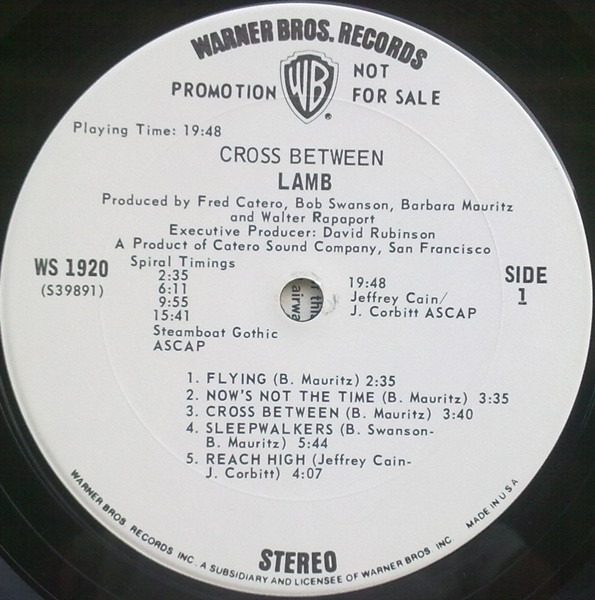 WARNER BROS. RECORDS
PROMOTION WB NOT FOR SALE
®
Playing Time: 19:48
CROSS BETWEEN
LAMB
Produced by Fred Catero, Bob Swanson, Barbara Mauritz
and Walter Rapaport
Executive Producer: David Rubinson
A Product of Catero Sound Company, San Francisco
WS 1920
(S39891)
Spiral Timings
2:35
6:11
9:55
15:41
Steamboat Gothic
ASCAP
19:48
Jeffrey Cain/
J. Corbitt ASCAP
SIDE
1
1. FLYING (B. Mauritz) 2:35
2. NOW'S NOT THE TIME (B. Mauritz) 3:35
3. CROSS BETWEEN (B. Mauritz) 3:40
4. SLEEPWALKERS (B. Swanson-
B. Mauritz) 5:44
5. REACH HIGH (Jeffrey Cain-
J. Corbitt) 4:07
STEREO
WARNER BROS RECORDS INC. A SUBSIDIARY AND LICENSEE OF WARNER BROS INC MADE IN U S A